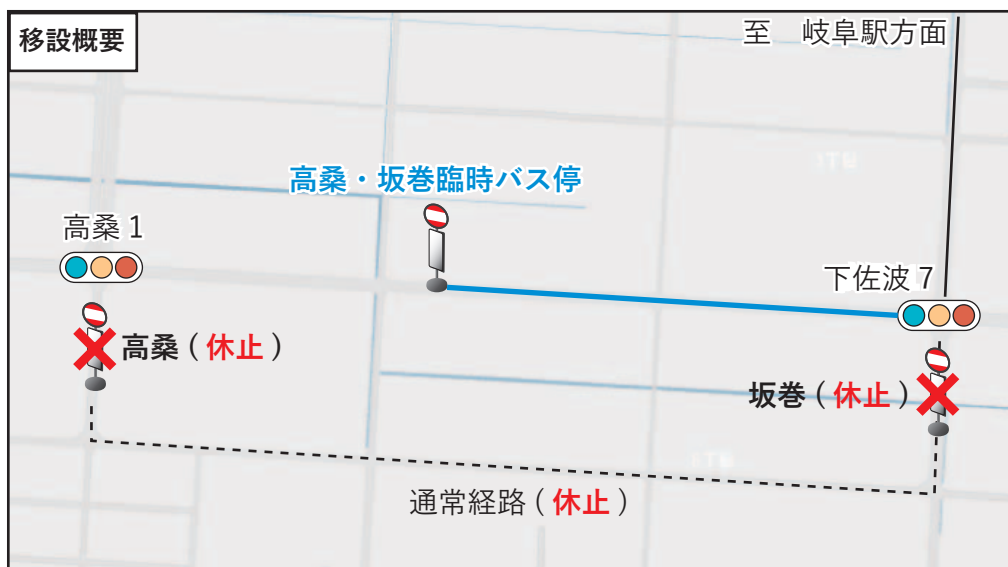 移設概要
至　岐阜駅方面
高桑・坂巻臨時バス停
高桑 1
下佐波 7
高桑 ( 休止 )
坂巻 ( 休止 )
通常経路 ( 休止 )